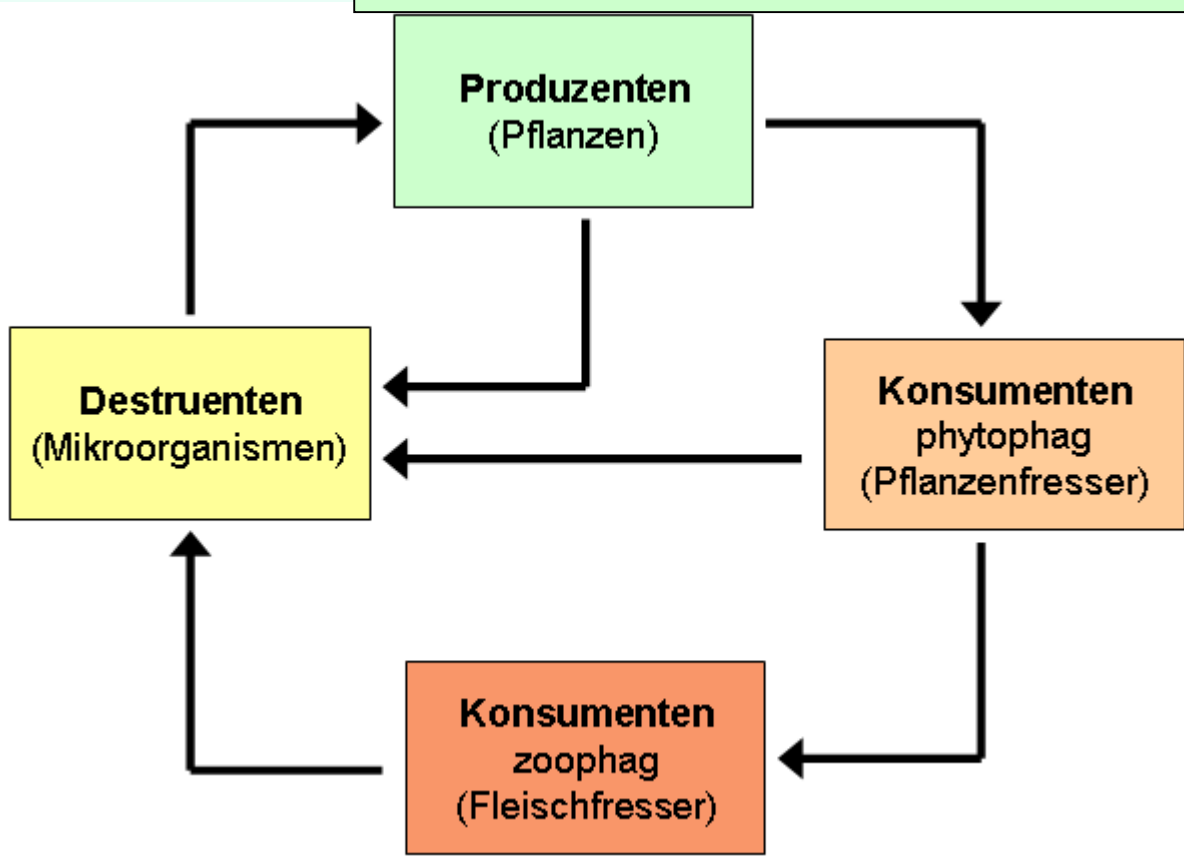 Produzenten
(Pflanzen)
Destruenten
(Mikroorganismen)
Konsumenten
phytophag
(Pflanzenfresser)
Konsumenten
zoophag
(Fleischfresser)